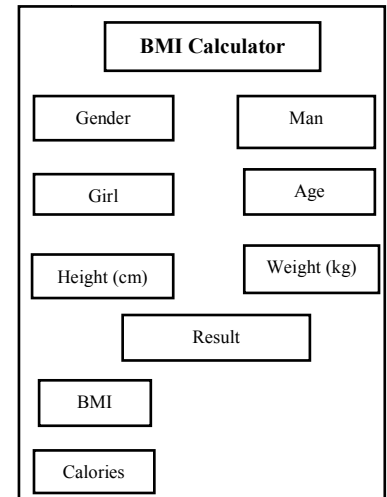 BMI Calculator
Gender
Man
Girl
Age
Height (cm)
Weight (kg)
Result
BMI
Calories